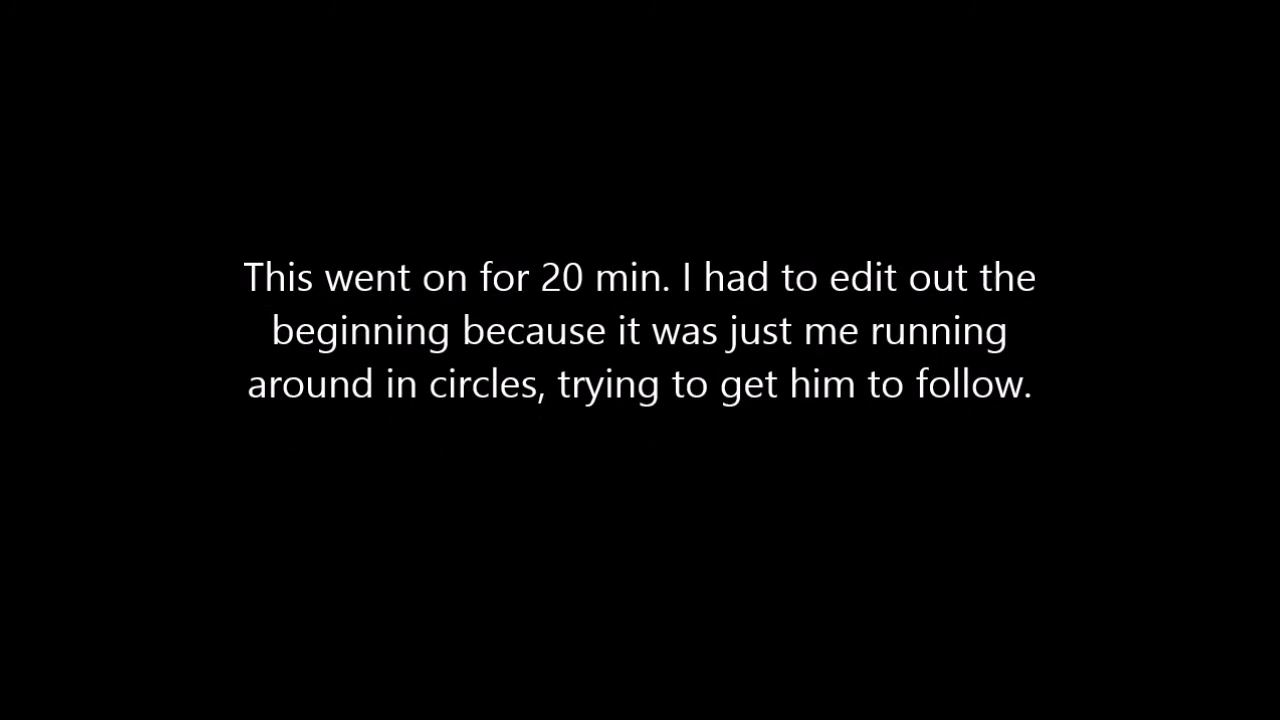 This went on for 20 min. I had to edit out the
beginning because it was just me running
around in circles, trying to get him to follow.